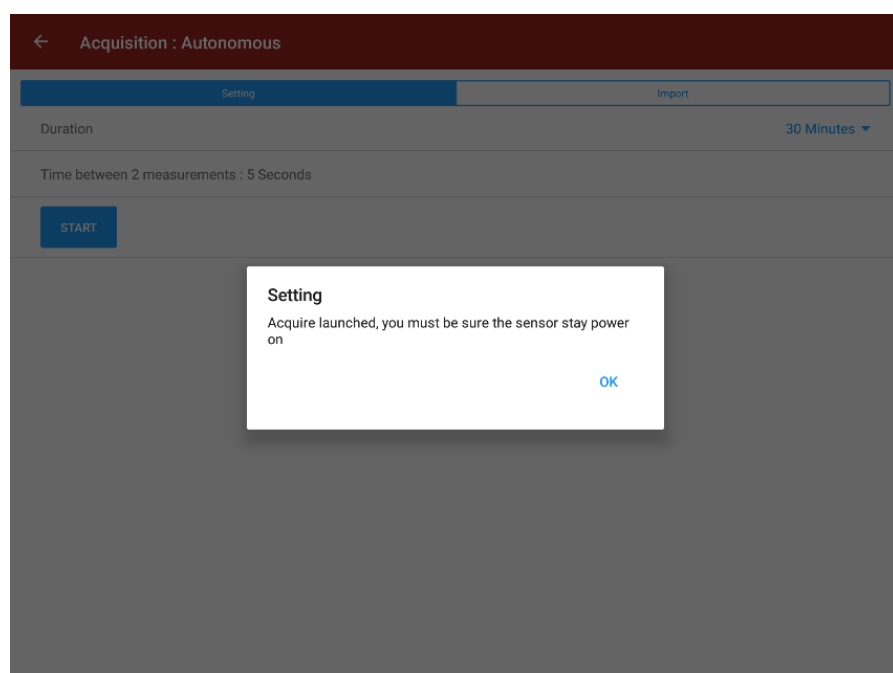 Acquisition : Autonomous
Setting
Import
Duration
30 Minutes
Time between 2 measurements : 5 Seconds
START
Setting
Acquire launched, you must be sure the sensor stay power
on
OK